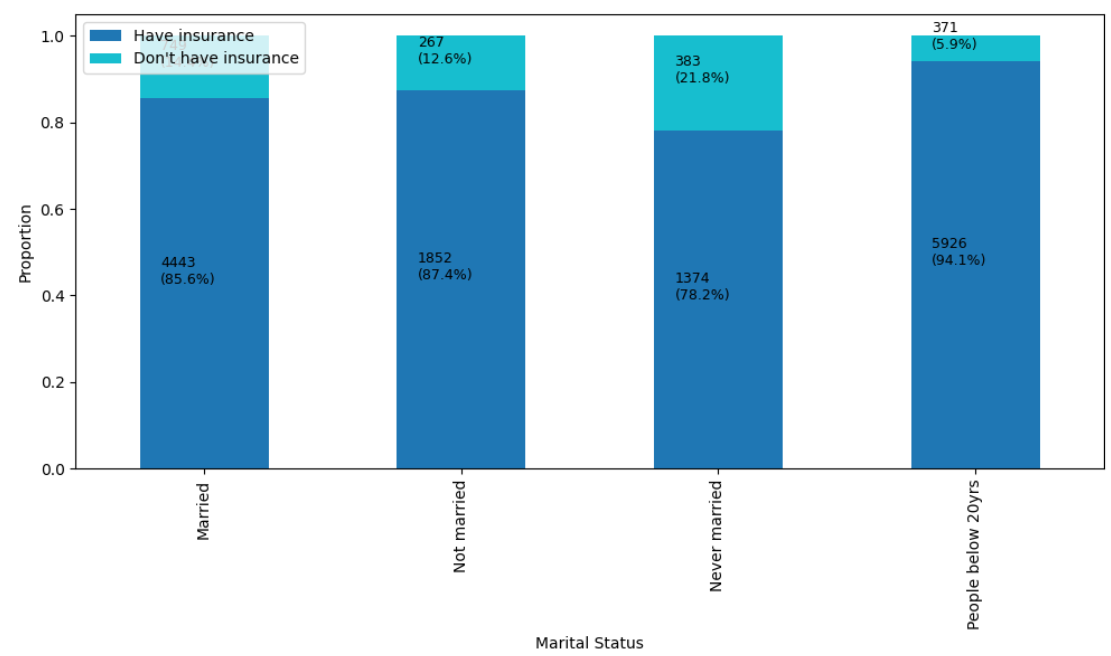 Have insurance
Don't have insurance
749
267
(12.6%)
383
(21.8%)
371
(5.9%)
4443
(85.6%)
1852
(87.4%)
1374
(78.2%)
5926
(94.1%)
1.0
0.8
0.6
0.4
0.2
0.0
Proportion
Married
Not married
Never married
People below 20yrs
Marital Status